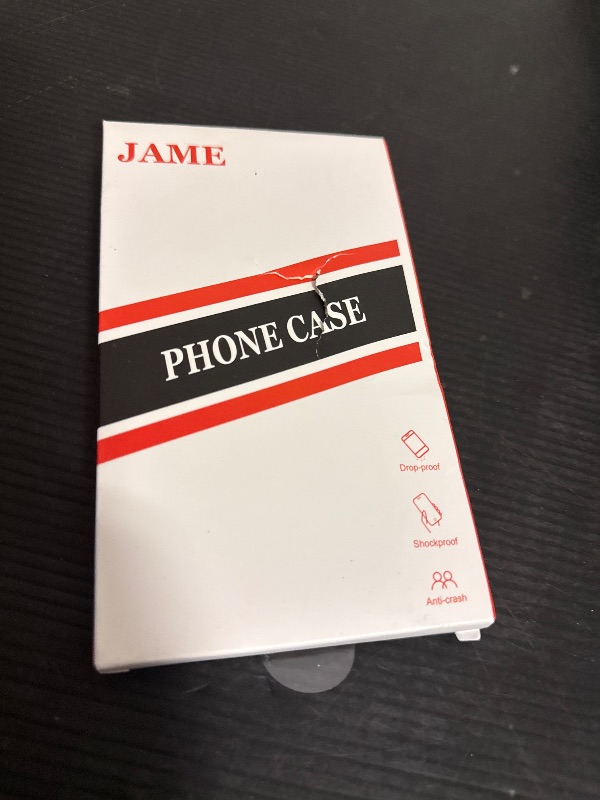 JAME
PHONE CASE
Drop-proof
Shockproof
Anti-crash